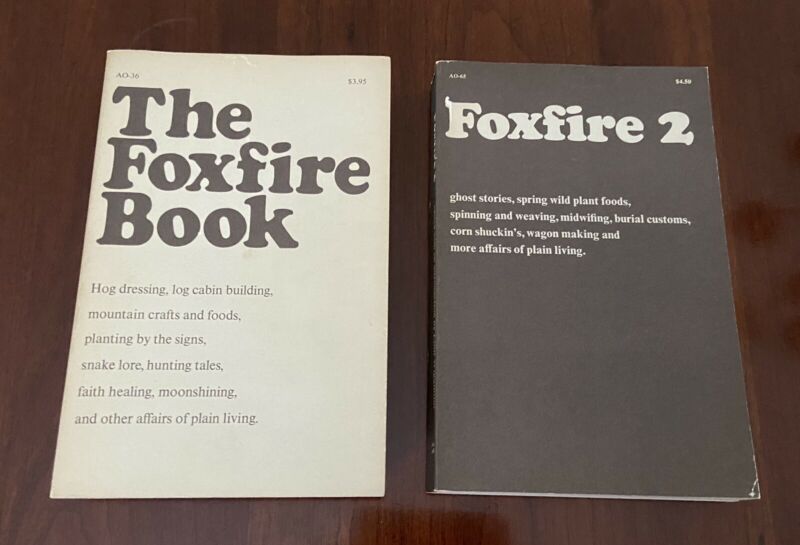 AO-36
$3.95
The
Foxfire
Book
Hog dressing, log cabin building,
mountain crafts and foods,
planting by the signs,
snake lore, hunting tales,
faith healing, moonshining,
and other affairs of plain living.
AO-68
$4.50
Foxfire 2
ghost stories, spring wild plant foods,
spinning and weaving, midwifing, burial customs,
corn shuckin's, wagon making and
more affairs of plain living.